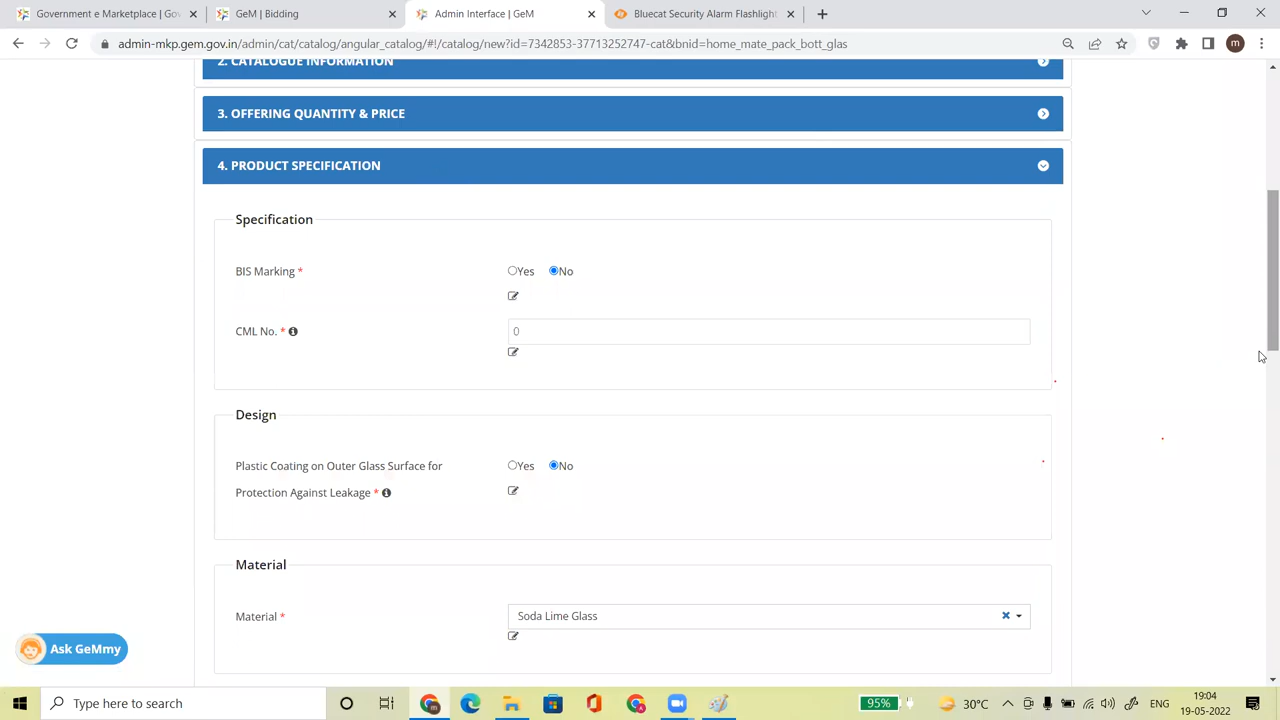 Government e Marketplace | Gov
GeM | Bidding
Admin Interface | GeM
Bluecat Security Alarm Flashlight
admin-mkp.gem.gov.in/admin/cat/catalog/angular_catalog/#!/catalog/new?id=7342853-37713252747-cat&bnid=home_mate_pack_bott_glas
m
2. CATALOGUE INFORMATION
3. OFFERING QUANTITY & PRICE
4. PRODUCT SPECIFICATION
Specification
BIS Marking * Yes No
CML No. * 0
Design
Plastic Coating on Outer Glass Surface for Yes No
Protection Against Leakage *
Material
Material * Soda Lime Glass
Ask GeMmy
Type here to search
95%
30°C
ENG
19:04
19-05-2022